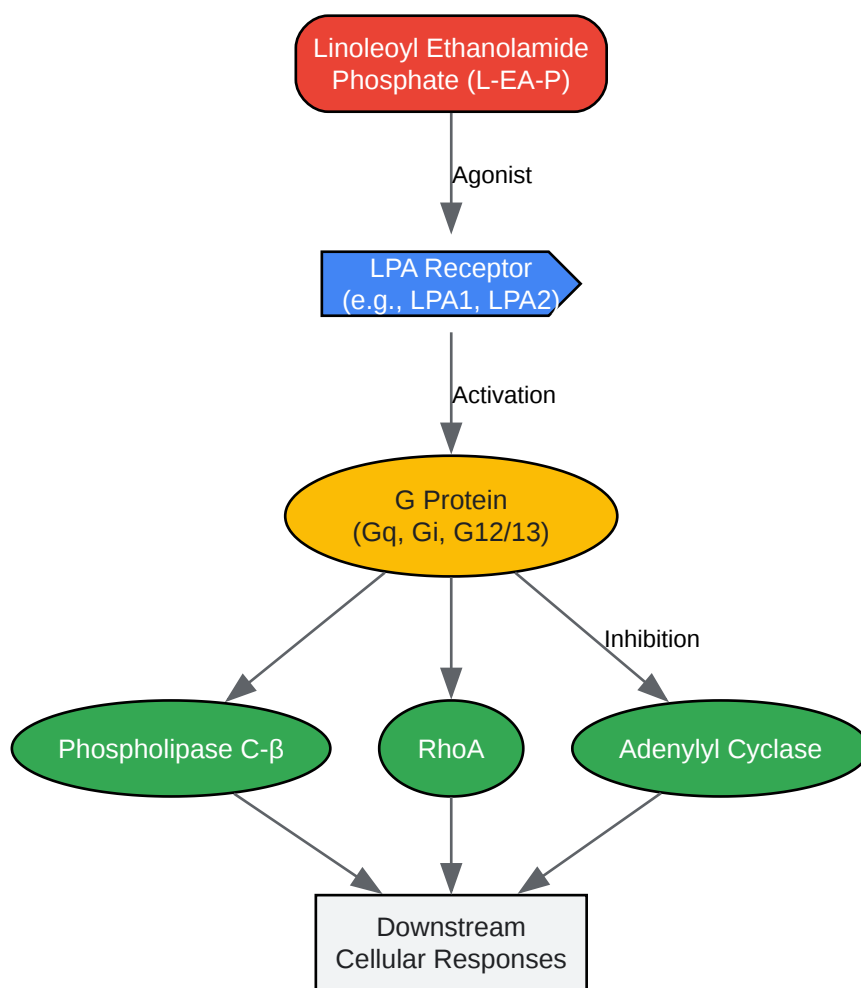 Linoleoyl Ethanolamide
Phosphate (L-EA-P)
Agonist
LPA Receptor
(e.g., LPA1, LPA2)
Activation
G Protein
(Gq, Gi, G12/13)
Inhibition
Phospholipase C-β
RhoA
Adenylyl Cyclase
Downstream
Cellular Responses